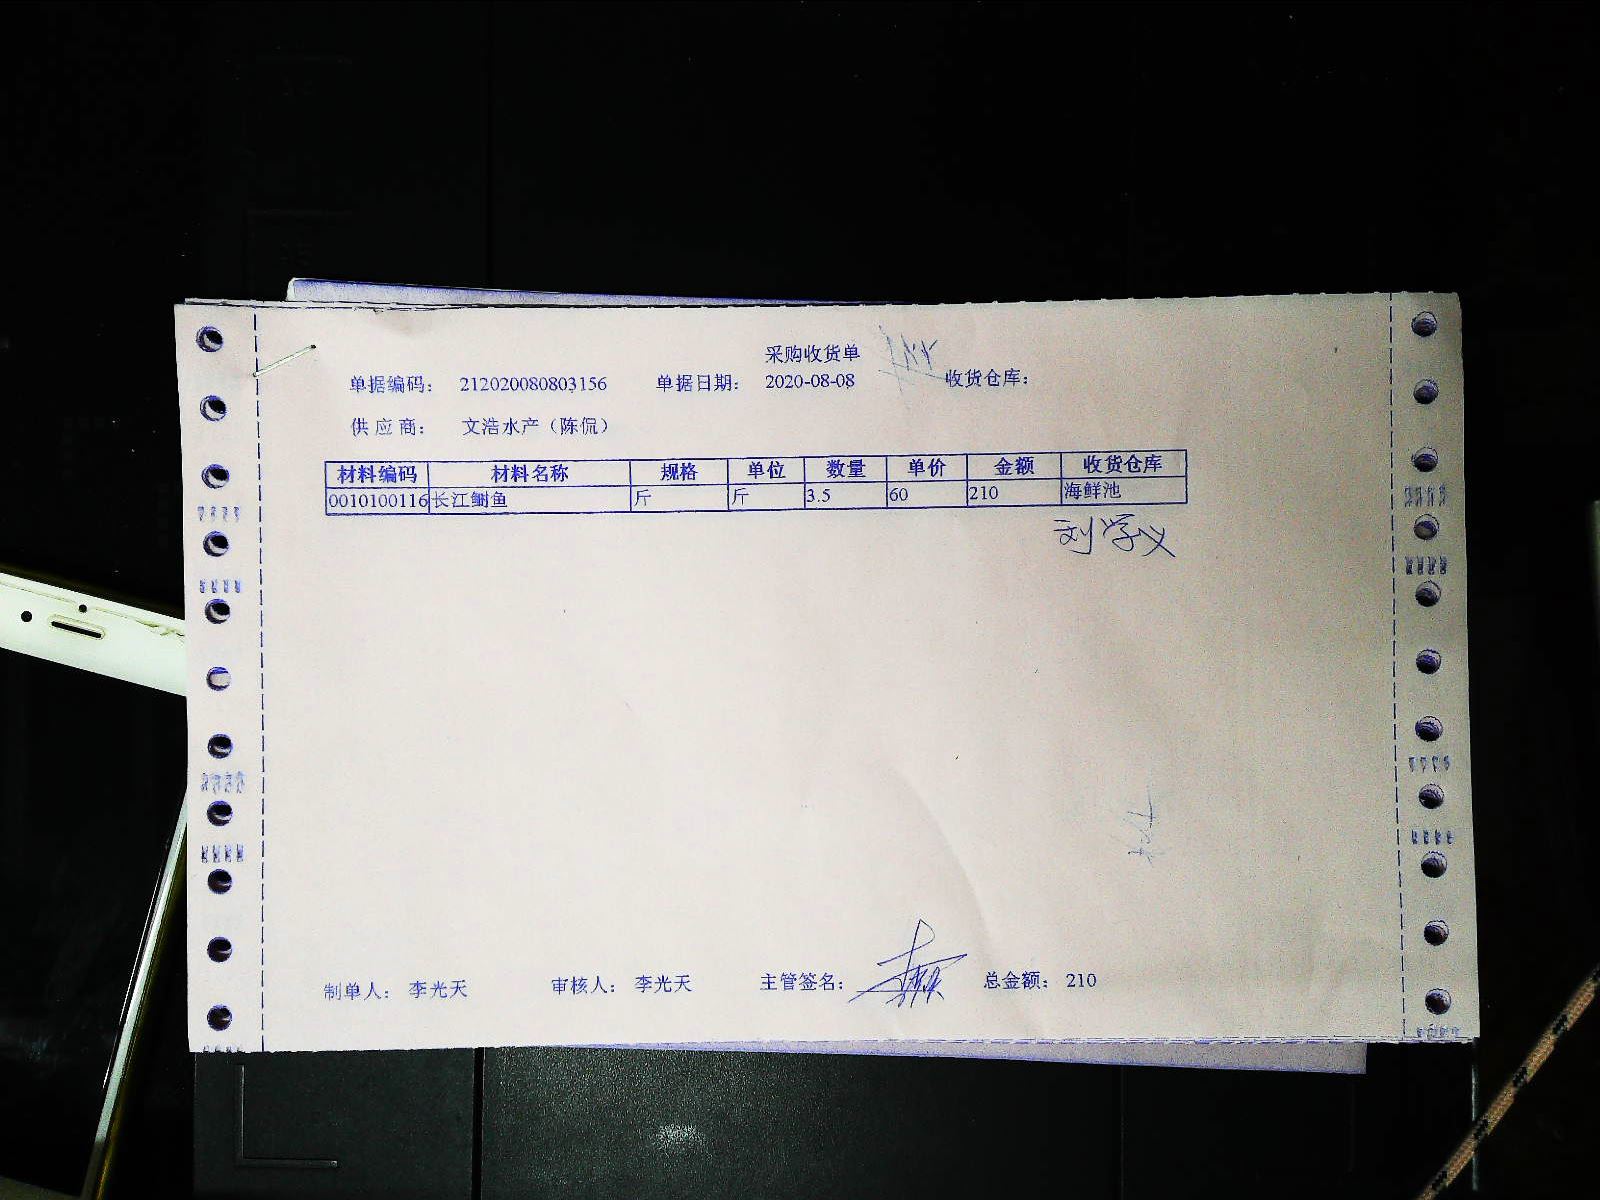 采购收货单
单据编码： 212020080803156 单据日期： 2020-08-08 收货仓库：
供 应 商： 文浩水产（陈侃）
材料编码 材料名称 规格 单位 数量 单价 金额 收货仓库
0010100116 长江鮰鱼 斤 斤 3.5 60 210 海鲜池
刘学义
制单人： 李光天 审核人： 李光天 主管签名： 总金额： 210